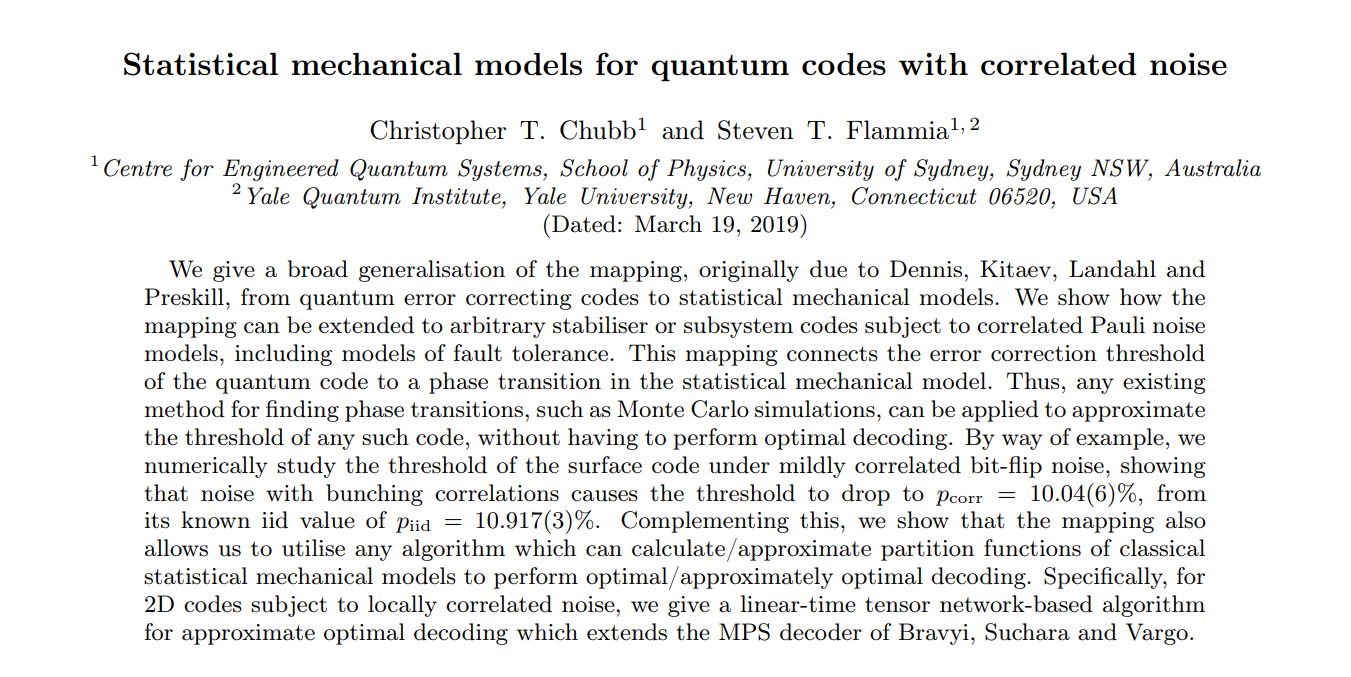 Statistical mechanical models for quantum codes with correlated noise
Christopher T. Chubb¹ and Steven T. Flammia¹,²
¹ Centre for Engineered Quantum Systems, School of Physics, University of Sydney, Sydney NSW, Australia
² Yale Quantum Institute, Yale University, New Haven, Connecticut 06520, USA
(Dated: March 19, 2019)
We give a broad generalisation of the mapping, originally due to Dennis, Kitaev, Landahl and
Preskill, from quantum error correcting codes to statistical mechanical models. We show how the
mapping can be extended to arbitrary stabiliser or subsystem codes subject to correlated Pauli noise
models, including models of fault tolerance. This mapping connects the error correction threshold
of the quantum code to a phase transition in the statistical mechanical model. Thus, any existing
method for finding phase transitions, such as Monte Carlo simulations, can be applied to approximate
the threshold of any such code, without having to perform optimal decoding. By way of example, we
numerically study the threshold of the surface code under mildly correlated bit-flip noise, showing
that noise with bunching correlations causes the threshold to drop to p_corr = 10.04(6)%, from
its known iid value of p_iid = 10.917(3)%. Complementing this, we show that the mapping also
allows us to utilise any algorithm which can calculate/approximate partition functions of classical
statistical mechanical models to perform optimal/approximately optimal decoding. Specifically, for
2D codes subject to locally correlated noise, we give a linear-time tensor network-based algorithm
for approximate optimal decoding which extends the MPS decoder of Bravyi, Suchara and Vargo.